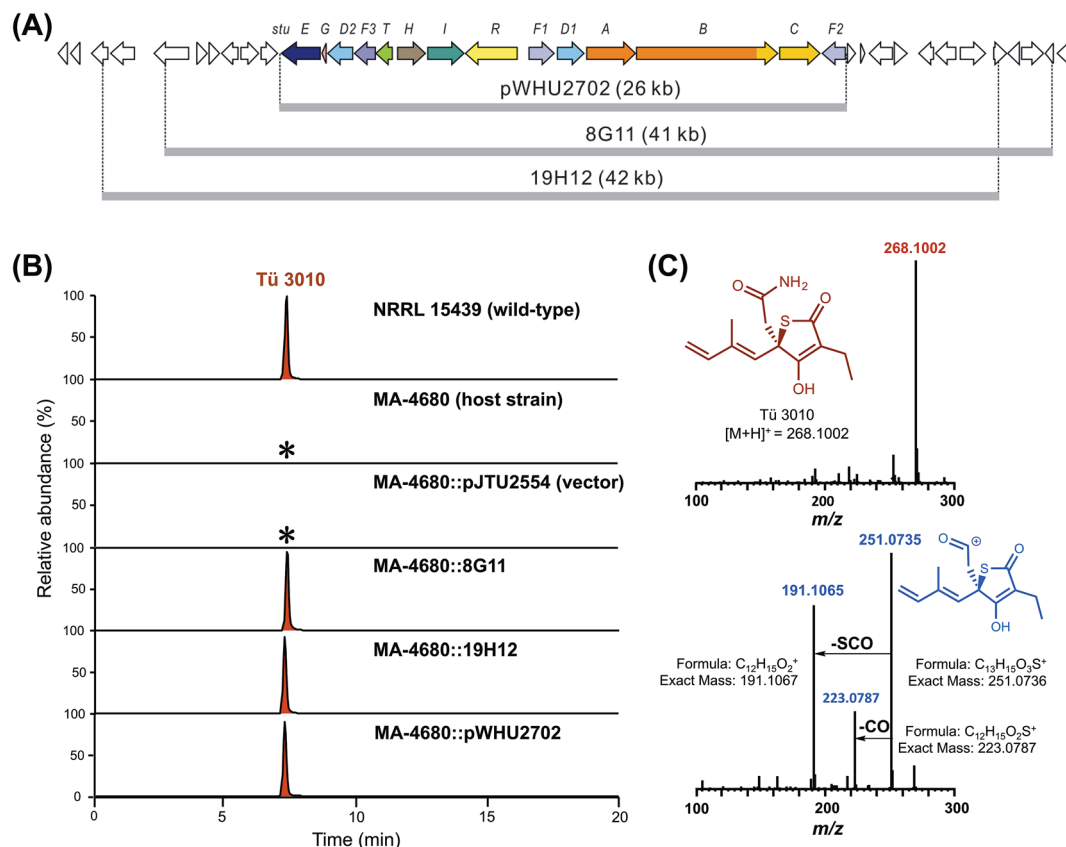 (A)
stu E G D2 F3 T H I R F1 D1 A B C F2
pWHU2702 (26 kb)
8G11 (41 kb)
19H12 (42 kb)
(B)
Tü 3010
100
NRRL 15439 (wild-type)
50
100
MA-4680 (host strain)
50
*
100
MA-4680::pJTU2554 (vector)
50
*
100
MA-4680::8G11
50
100
MA-4680::19H12
50
100
MA-4680::pWHU2702
50
0
0 5 10 15 20
Time (min)
Relative abundance (%)
(C)
268.1002
O NH2 S O
OH
Tü 3010
[M+H]+ = 268.1002
100 200 300
m/z
251.0735
O ⊕ S O
OH
191.1065
-SCO
Formula: C12H15O2+
Exact Mass: 191.1067
Formula: C13H15O3S+
Exact Mass: 251.0736
223.0787
-CO
Formula: C12H15O2S+
Exact Mass: 223.0787
100 200 300
m/z